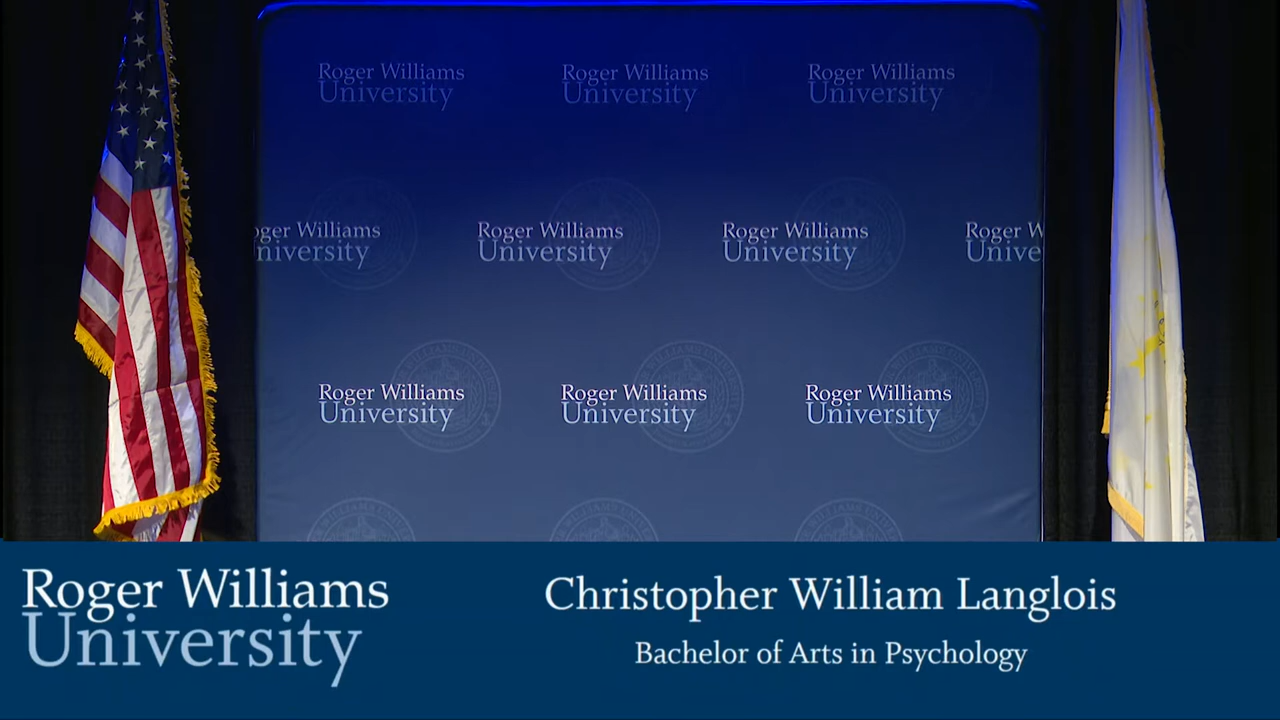 Roger Williams
University
Roger Williams
University
Roger Williams
University
oger Williams
niversity
Roger Williams
University
Roger Williams
University
Roger W
Unive
Roger Williams
University
Roger Williams
University
Roger Williams
University
Roger Williams
University
Christopher William Langlois
Bachelor of Arts in Psychology